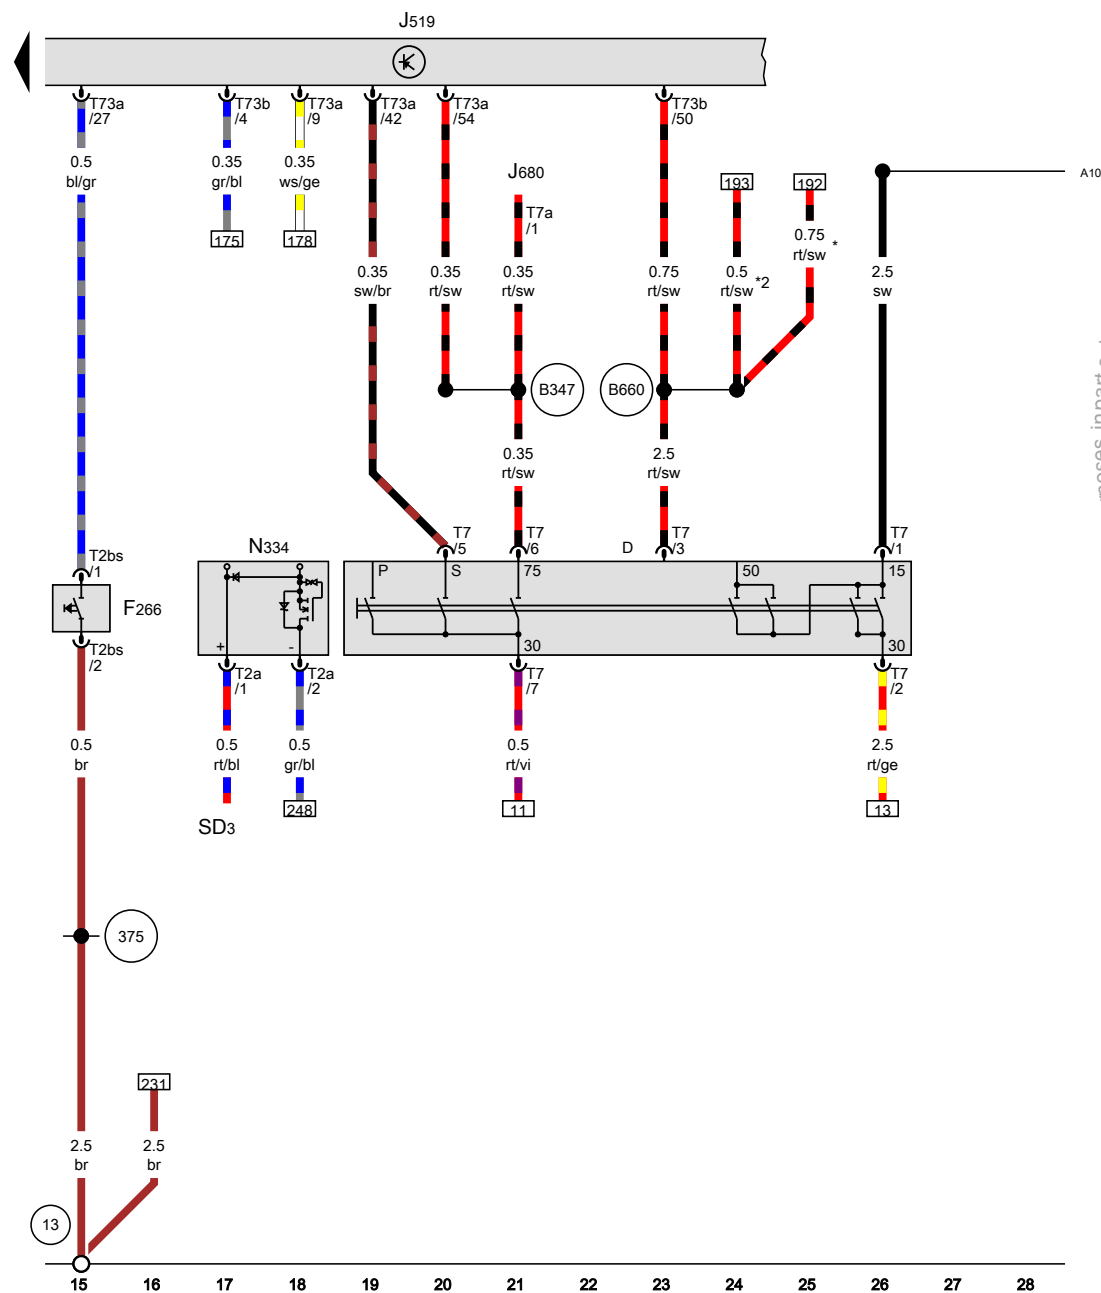 J519
T73a
/27
T73b
/4
T73a
/9
T73a
/42
T73a
/54
T73b
/50
0.5
bl/gr
0.35
gr/bl
0.35
ws/ge
J680
193
192
A10
T7a
/1
175
178
0.75
rt/sw
*
0.35
sw/br
0.35
rt/sw
0.35
rt/sw
0.75
rt/sw
0.5
rt/sw
*2
2.5
sw
B347
B660
0.35
rt/sw
2.5
rt/sw
T2bs
/1
N334
T7
/5
T7
/6
D
T7
/3
T7
/1
P
S
75
50
15
F266
+
-
30
30
T2bs
/2
T2a
/1
T2a
/2
T7
/7
T7
/2
0.5
br
0.5
rt/bl
0.5
gr/bl
0.5
rt/vi
2.5
rt/ge
SD3
248
11
13
375
231
2.5
br
2.5
br
13
15 16 17 18 19 20 21 22 23 24 25 26 27 28